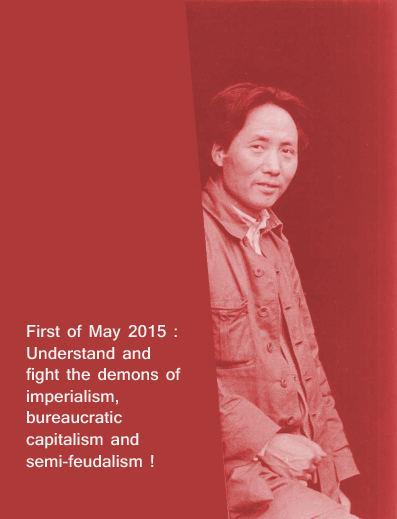 First of May 2015 :
Understand and
fight the demons of
imperialism,
bureaucratic
capitalism and
semi-feudalism !